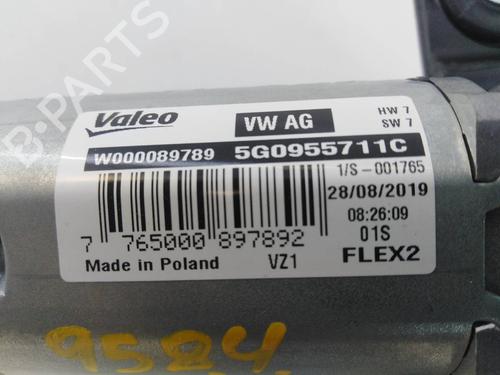 B-PARTS
Valeo
VW AG
HW 7
SW 7
W000089789
5G0955711C
1/S-001765
28/08/2019
08:26:09
7 765000 897892
01S
Made in Poland
VZ1
FLEX2
9584